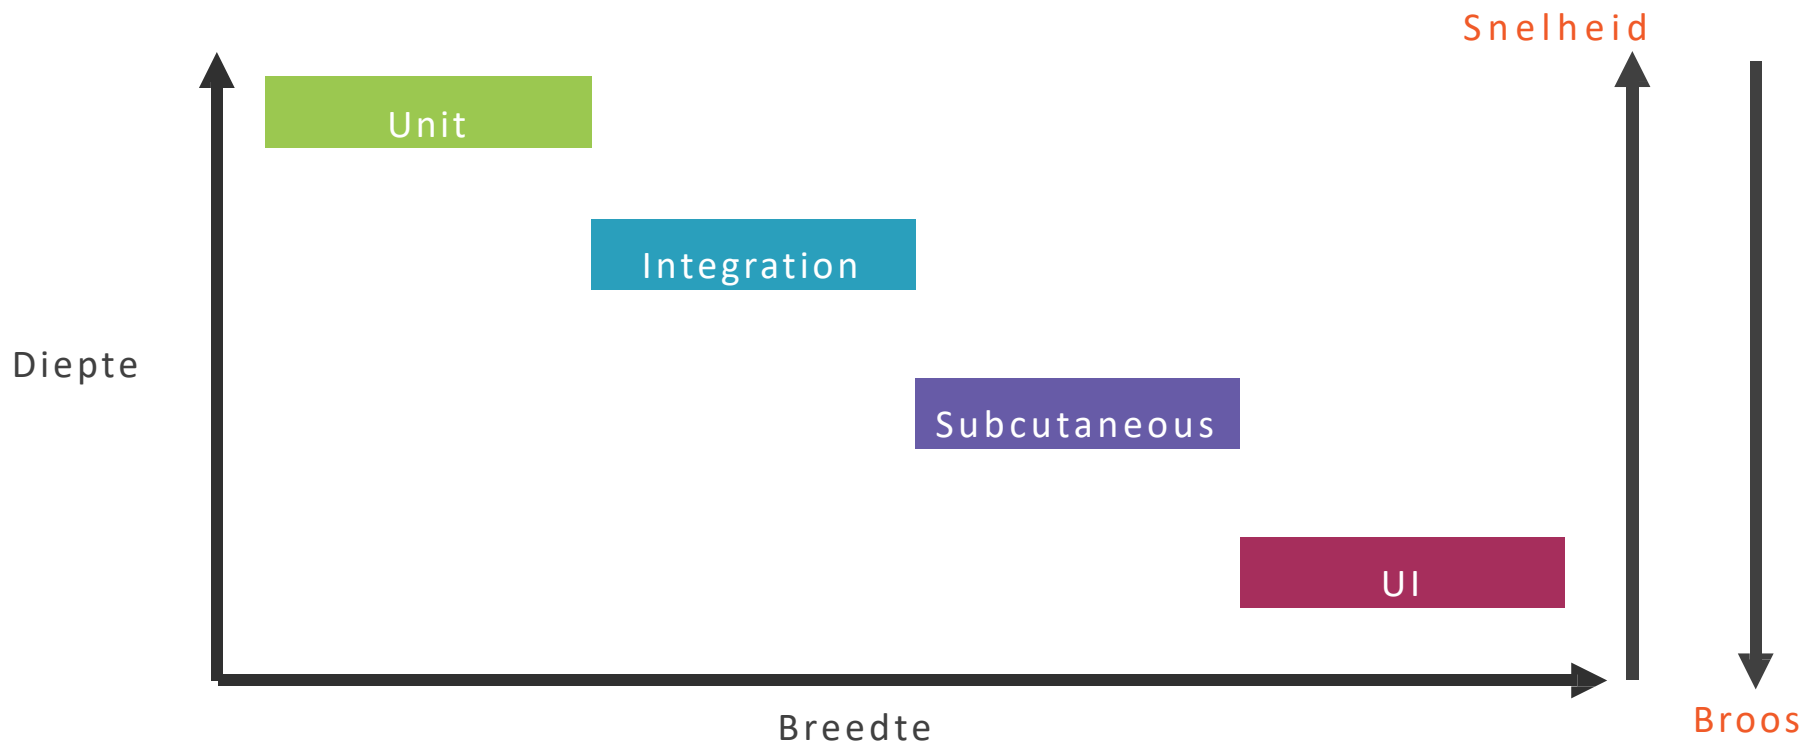 Snelheid
Unit
Integration
Diepte
Subcutaneous
UI
Breedte
Broos